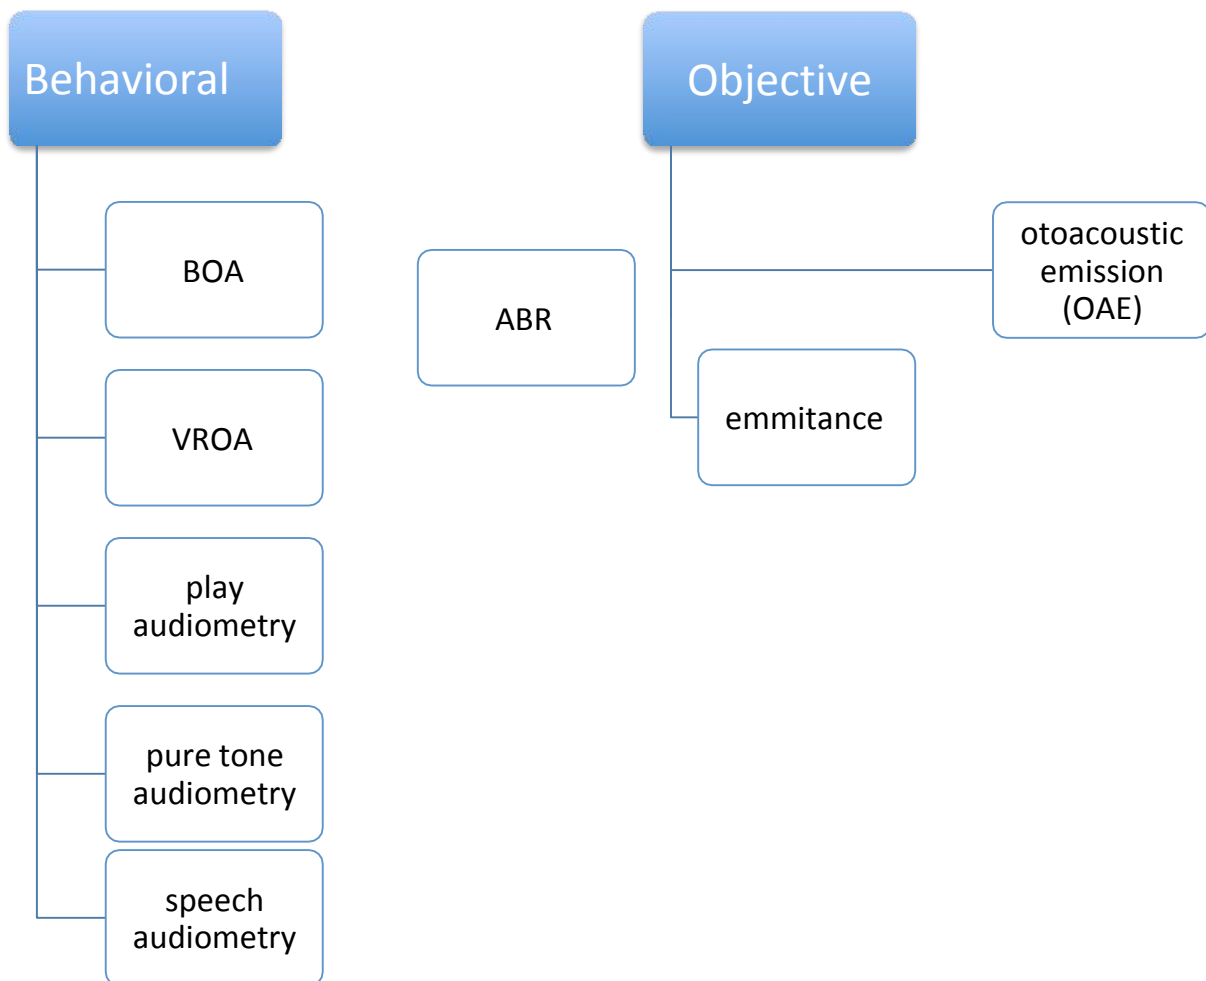 Behavioral
BOA
VROA
play
audiometry
pure tone
audiometry
speech
audiometry
Objective
ABR
otoacoustic
emission
(OAE)
emmitance